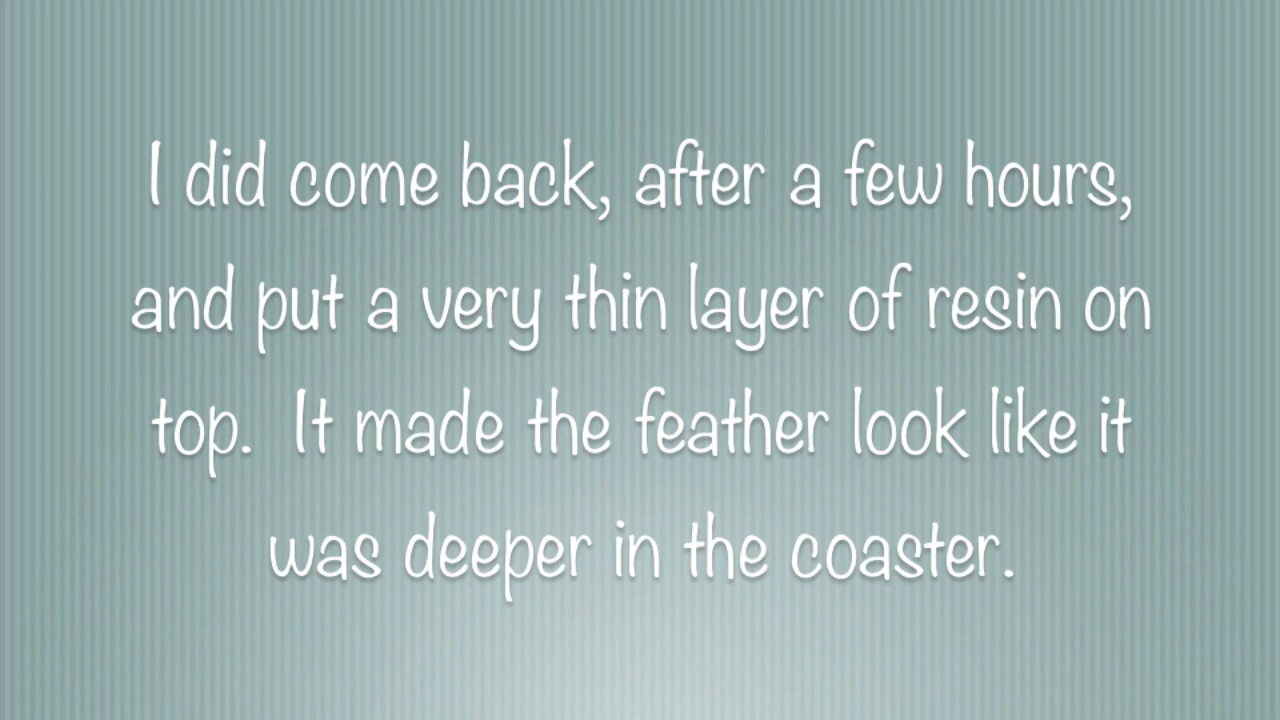 I did come back, after a few hours,
and put a very thin layer of resin on
top.  It made the feather look like it
was deeper in the coaster.